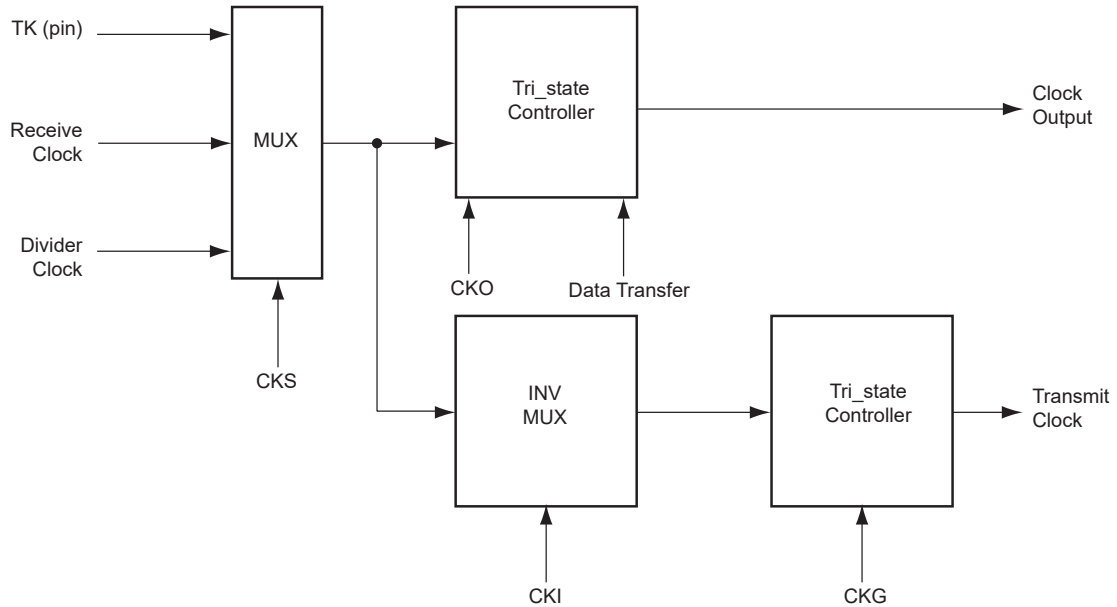 TK (pin)
Receive
Clock
Divider
Clock
MUX
CKS
Tri_state
Controller
CKO
Data Transfer
Clock
Output
INV
MUX
CKI
Tri_state
Controller
CKG
Transmit
Clock